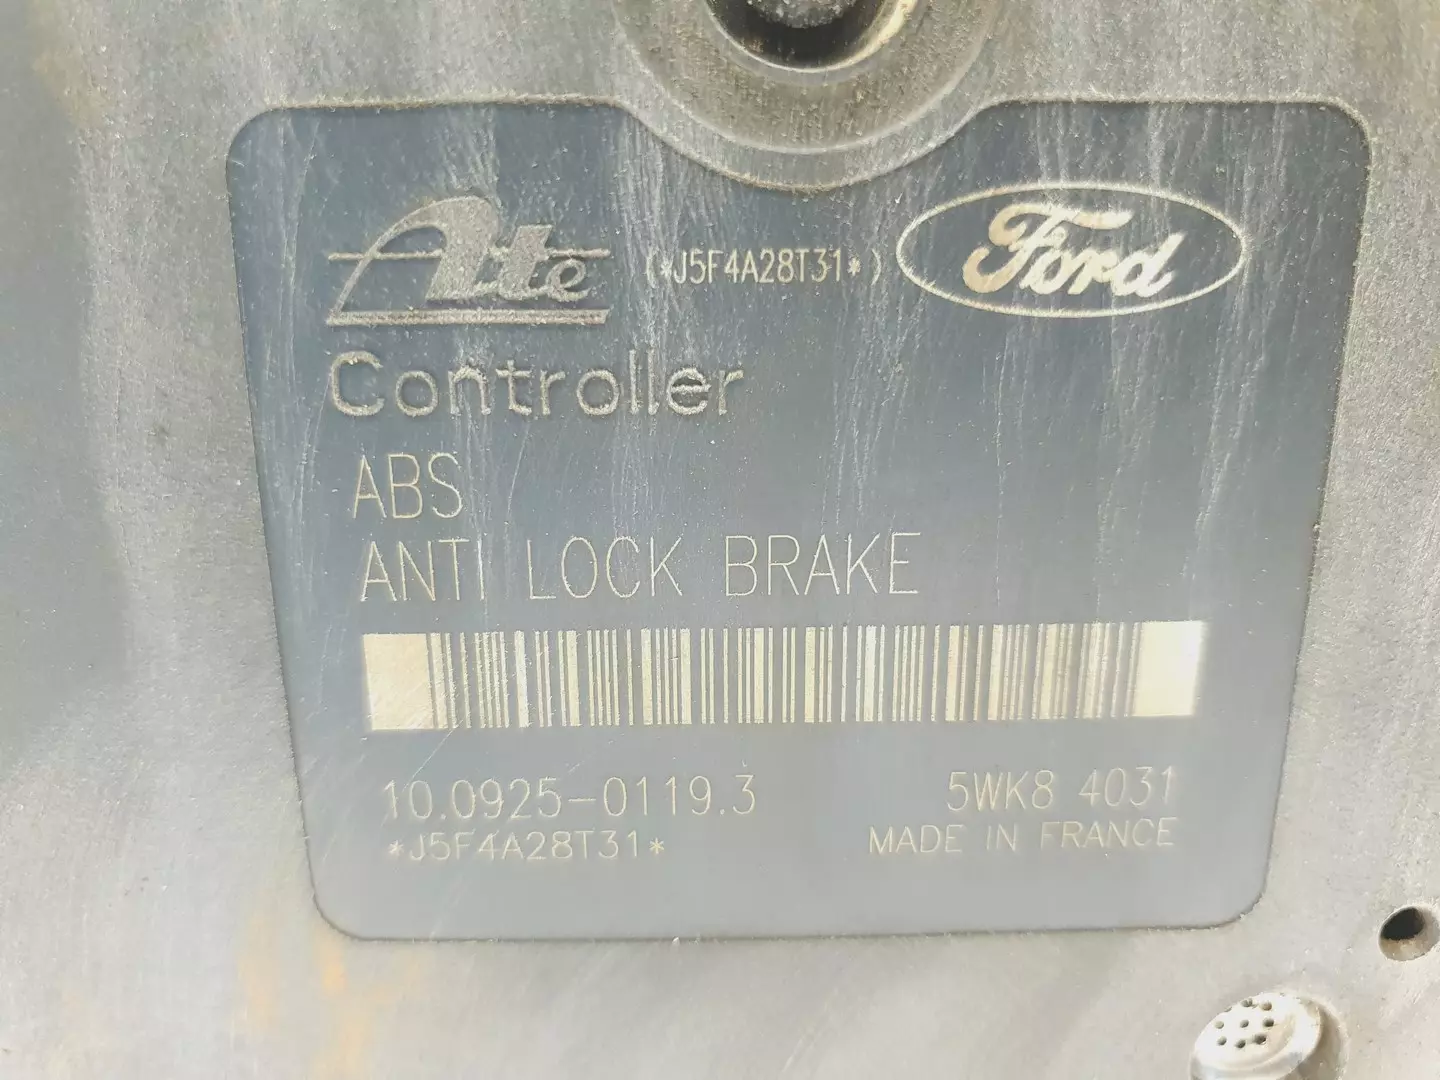 Ate (*J5F4A28T31*) Ford
Controller
ABS
ANTI LOCK BRAKE
10.0925-0119.3 5WK8 4031
*J5F4A28T31* MADE IN FRANCE